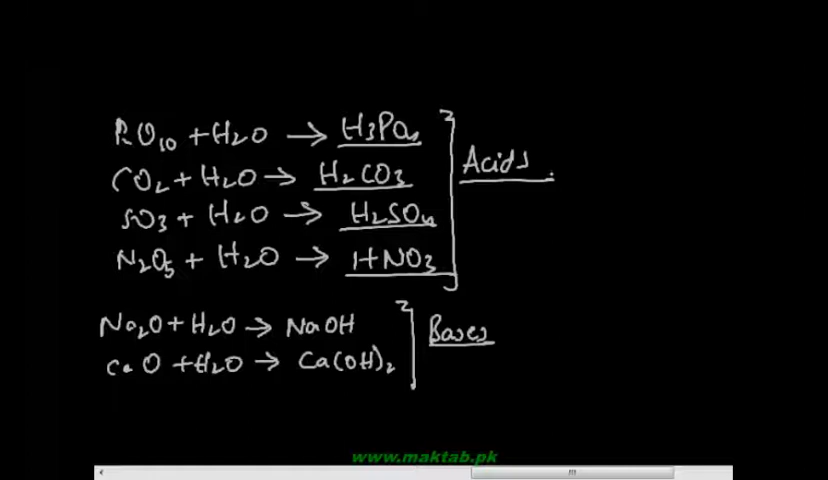 P4O10 + H2O → H3PO4
CO2 + H2O → H2CO3
SO3 + H2O → H2SO4
N2O5 + H2O → HNO3
Acids.
Na2O + H2O → NaOH
CaO + H2O → Ca(OH)2
Bases
www.maktab.pk